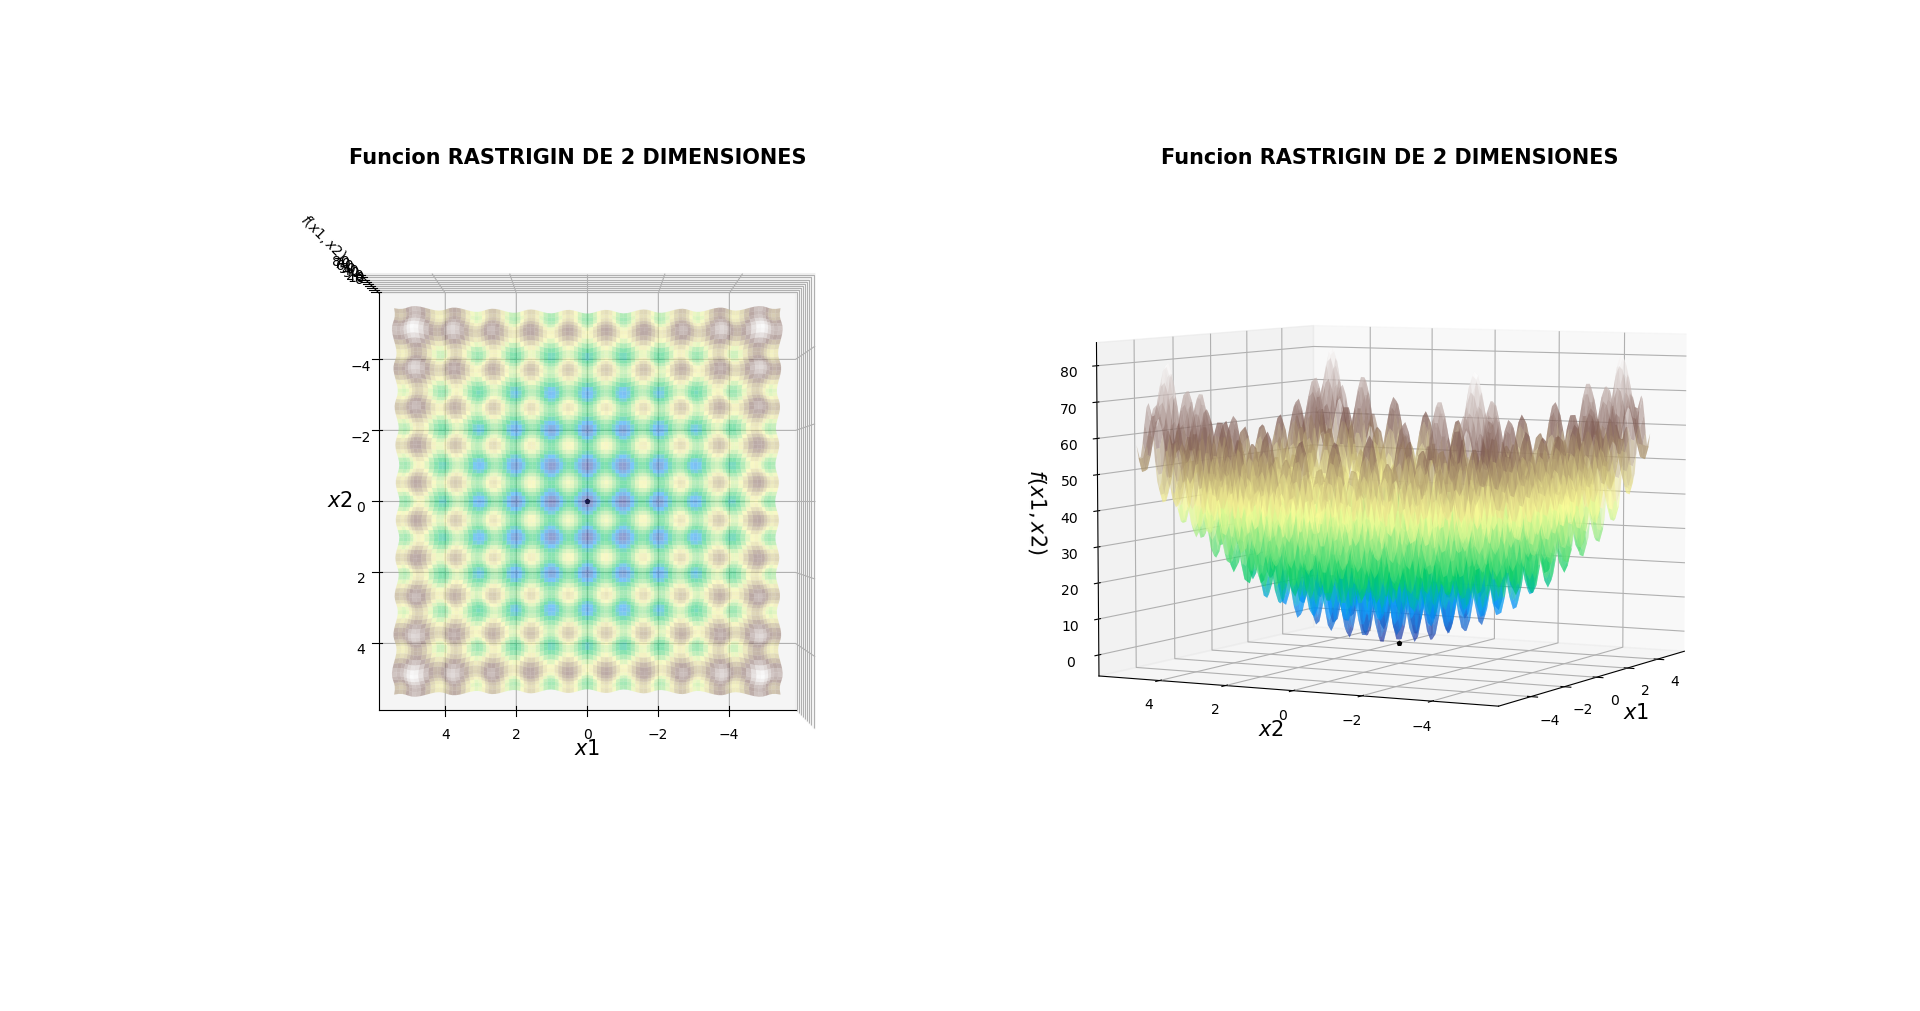 Funcion RASTRIGIN DE 2 DIMENSIONES
f(x1, x2)
−4
−2
x2 0
2
4
4 2 0 −2 −4
x1
Funcion RASTRIGIN DE 2 DIMENSIONES
80
70
60
50
40
30
20
10
0
f(x1, x2)
4 2 0 −2 −4
x2
−4 −2 0 2 4
x1